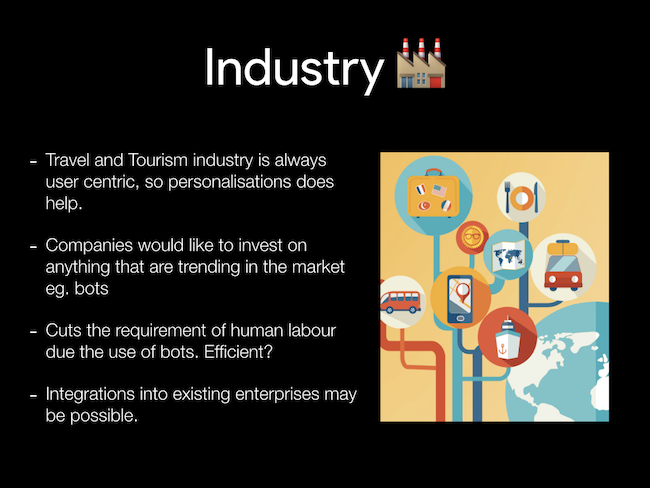 Industry 🏭
- Travel and Tourism industry is always
user centric, so personalisations does
help.
- Companies would like to invest on
anything that are trending in the market
eg. bots
- Cuts the requirement of human labour
due the use of bots. Efficient?
- Integrations into existing enterprises may
be possible.